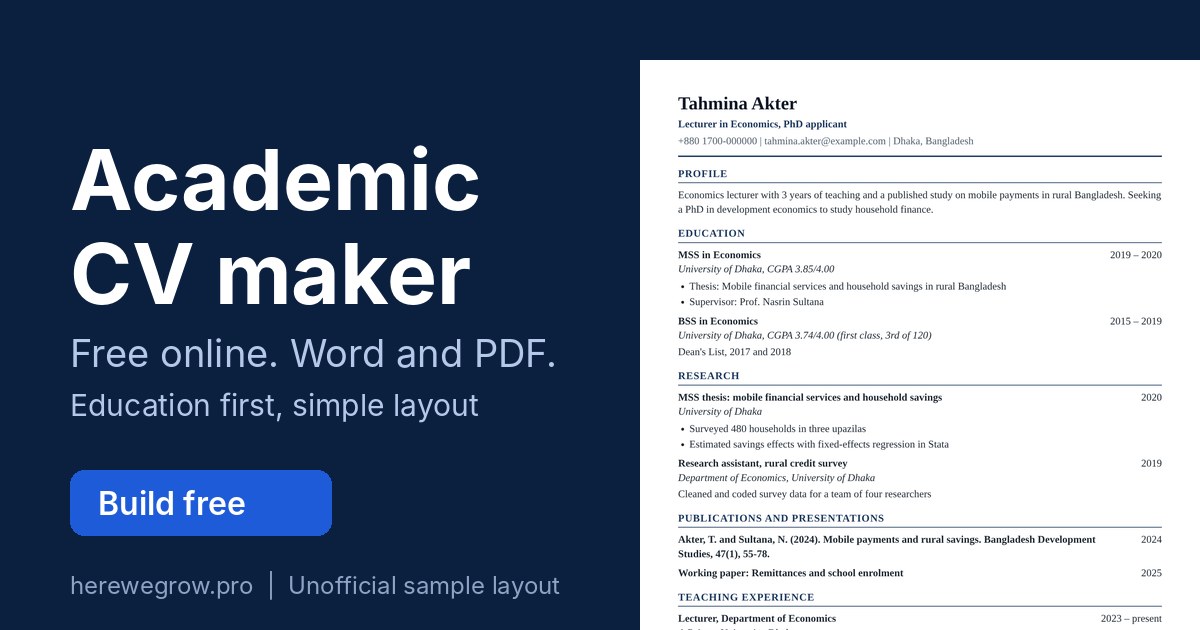 Academic
CV maker
Free online. Word and PDF.
Education first, simple layout
Build free
herewegrow.pro | Unofficial sample layout
Tahmina Akter
Lecturer in Economics, PhD applicant
+880 1700-000000 | tahmina.akter@example.com | Dhaka, Bangladesh
PROFILE
Economics lecturer with 3 years of teaching and a published study on mobile payments in rural Bangladesh. Seeking
a PhD in development economics to study household finance.
EDUCATION
MSS in Economics 2019 – 2020
University of Dhaka, CGPA 3.85/4.00
• Thesis: Mobile financial services and household savings in rural Bangladesh
• Supervisor: Prof. Nasrin Sultana
BSS in Economics 2015 – 2019
University of Dhaka, CGPA 3.74/4.00 (first class, 3rd of 120)
Dean's List, 2017 and 2018
RESEARCH
MSS thesis: mobile financial services and household savings 2020
University of Dhaka
• Surveyed 480 households in three upazilas
• Estimated savings effects with fixed-effects regression in Stata
Research assistant, rural credit survey 2019
Department of Economics, University of Dhaka
Cleaned and coded survey data for a team of four researchers
PUBLICATIONS AND PRESENTATIONS
Akter, T. and Sultana, N. (2024). Mobile payments and rural savings. Bangladesh Development 2024
Studies, 47(1), 55-78.
Working paper: Remittances and school enrolment 2025
TEACHING EXPERIENCE
Lecturer, Department of Economics 2023 – present